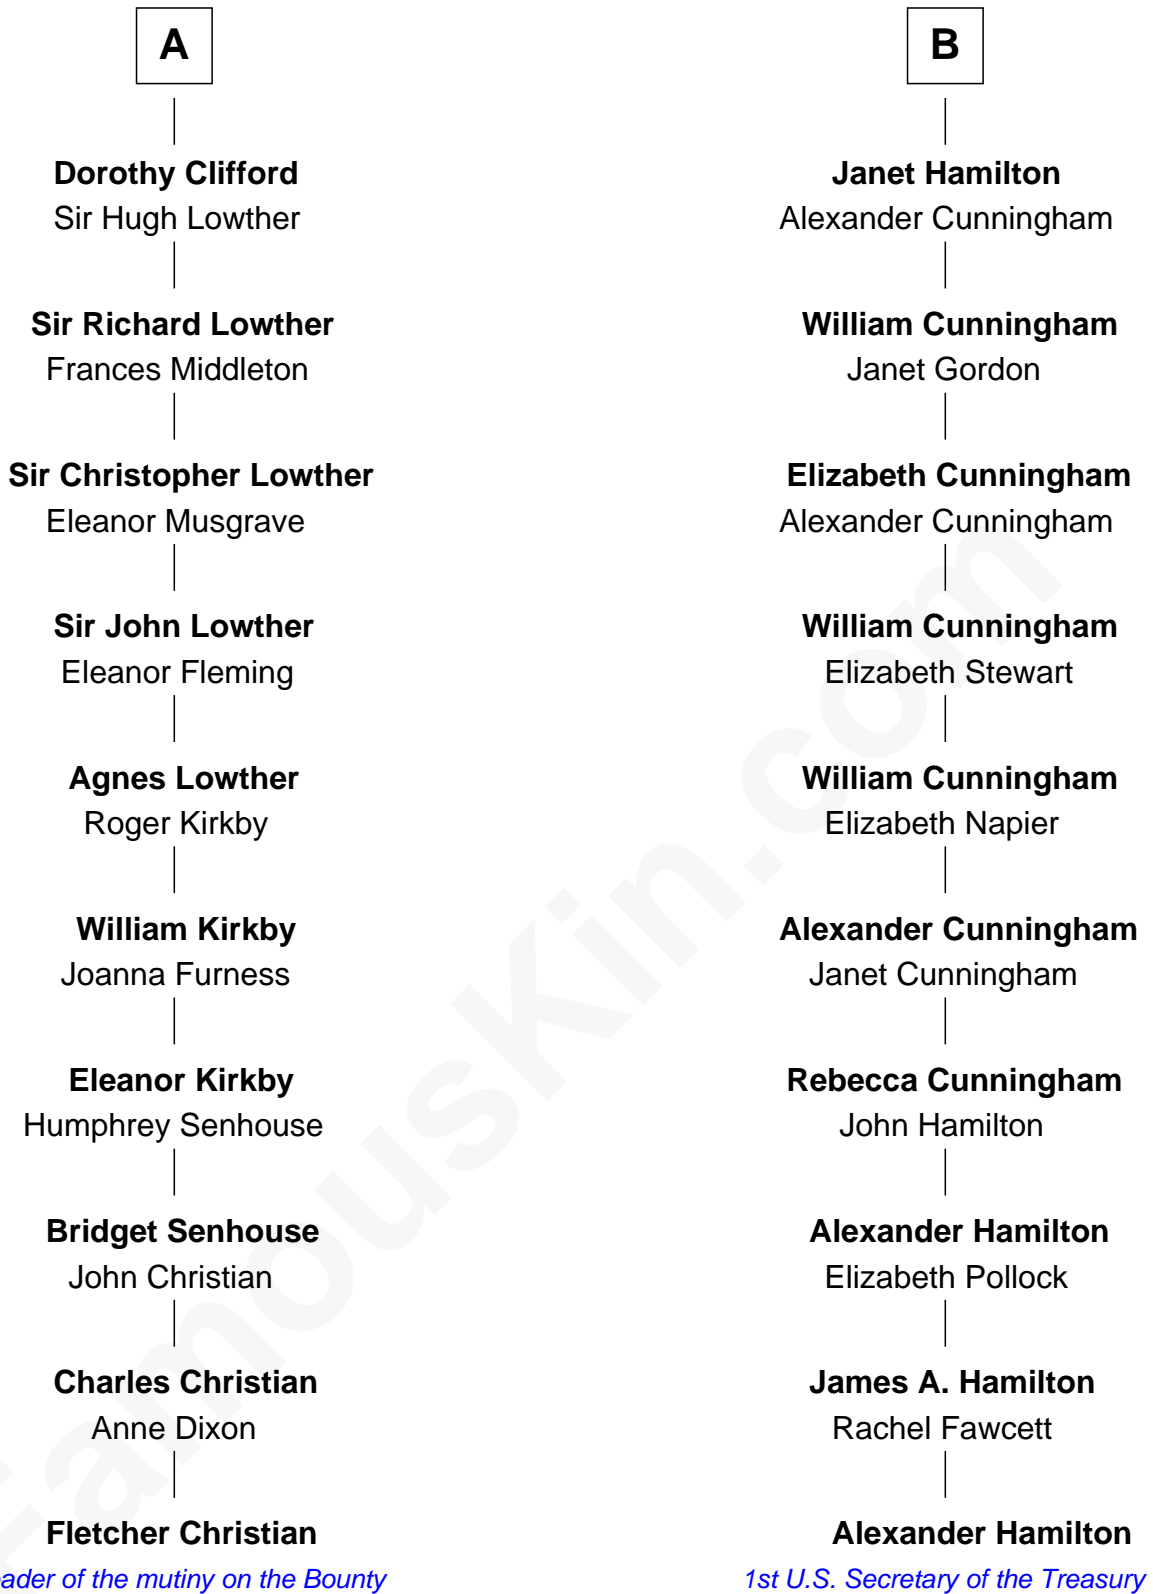 A
Dorothy Clifford
Sir Hugh Lowther
Sir Richard Lowther
Frances Middleton
Sir Christopher Lowther
Eleanor Musgrave
Sir John Lowther
Eleanor Fleming
Agnes Lowther
Roger Kirkby
William Kirkby
Joanna Furness
Eleanor Kirkby
Humphrey Senhouse
Bridget Senhouse
John Christian
Charles Christian
Anne Dixon
Fletcher Christian
of the mutiny on the Bounty
B
Janet Hamilton
Alexander Cunningham
William Cunningham
Janet Gordon
Elizabeth Cunningham
Alexander Cunningham
William Cunningham
Elizabeth Stewart
William Cunningham
Elizabeth Napier
Alexander Cunningham
Janet Cunningham
Rebecca Cunningham
John Hamilton
Alexander Hamilton
Elizabeth Pollock
James A. Hamilton
Rachel Fawcett
Alexander Hamilton
1st U.S. Secretary of the Treasury
FamousKin.com